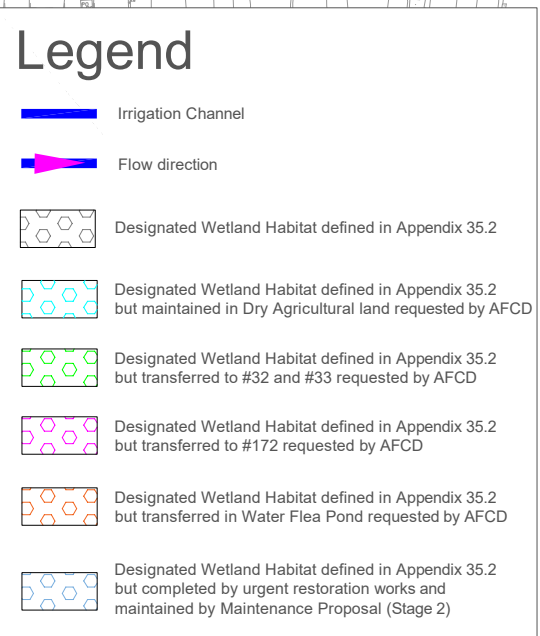 Legend
Irrigation Channel
Flow direction
Designated Wetland Habitat defined in Appendix 35.2
Designated Wetland Habitat defined in Appendix 35.2
but maintained in Dry Agricultural land requested by AFCD
Designated Wetland Habitat defined in Appendix 35.2
but transferred to #32 and #33 requested by AFCD
Designated Wetland Habitat defined in Appendix 35.2
but transferred to #172 requested by AFCD
Designated Wetland Habitat defined in Appendix 35.2
but transferred in Water Flea Pond requested by AFCD
Designated Wetland Habitat defined in Appendix 35.2
but completed by urgent restoration works and
maintained by Maintenance Proposal (Stage 2)